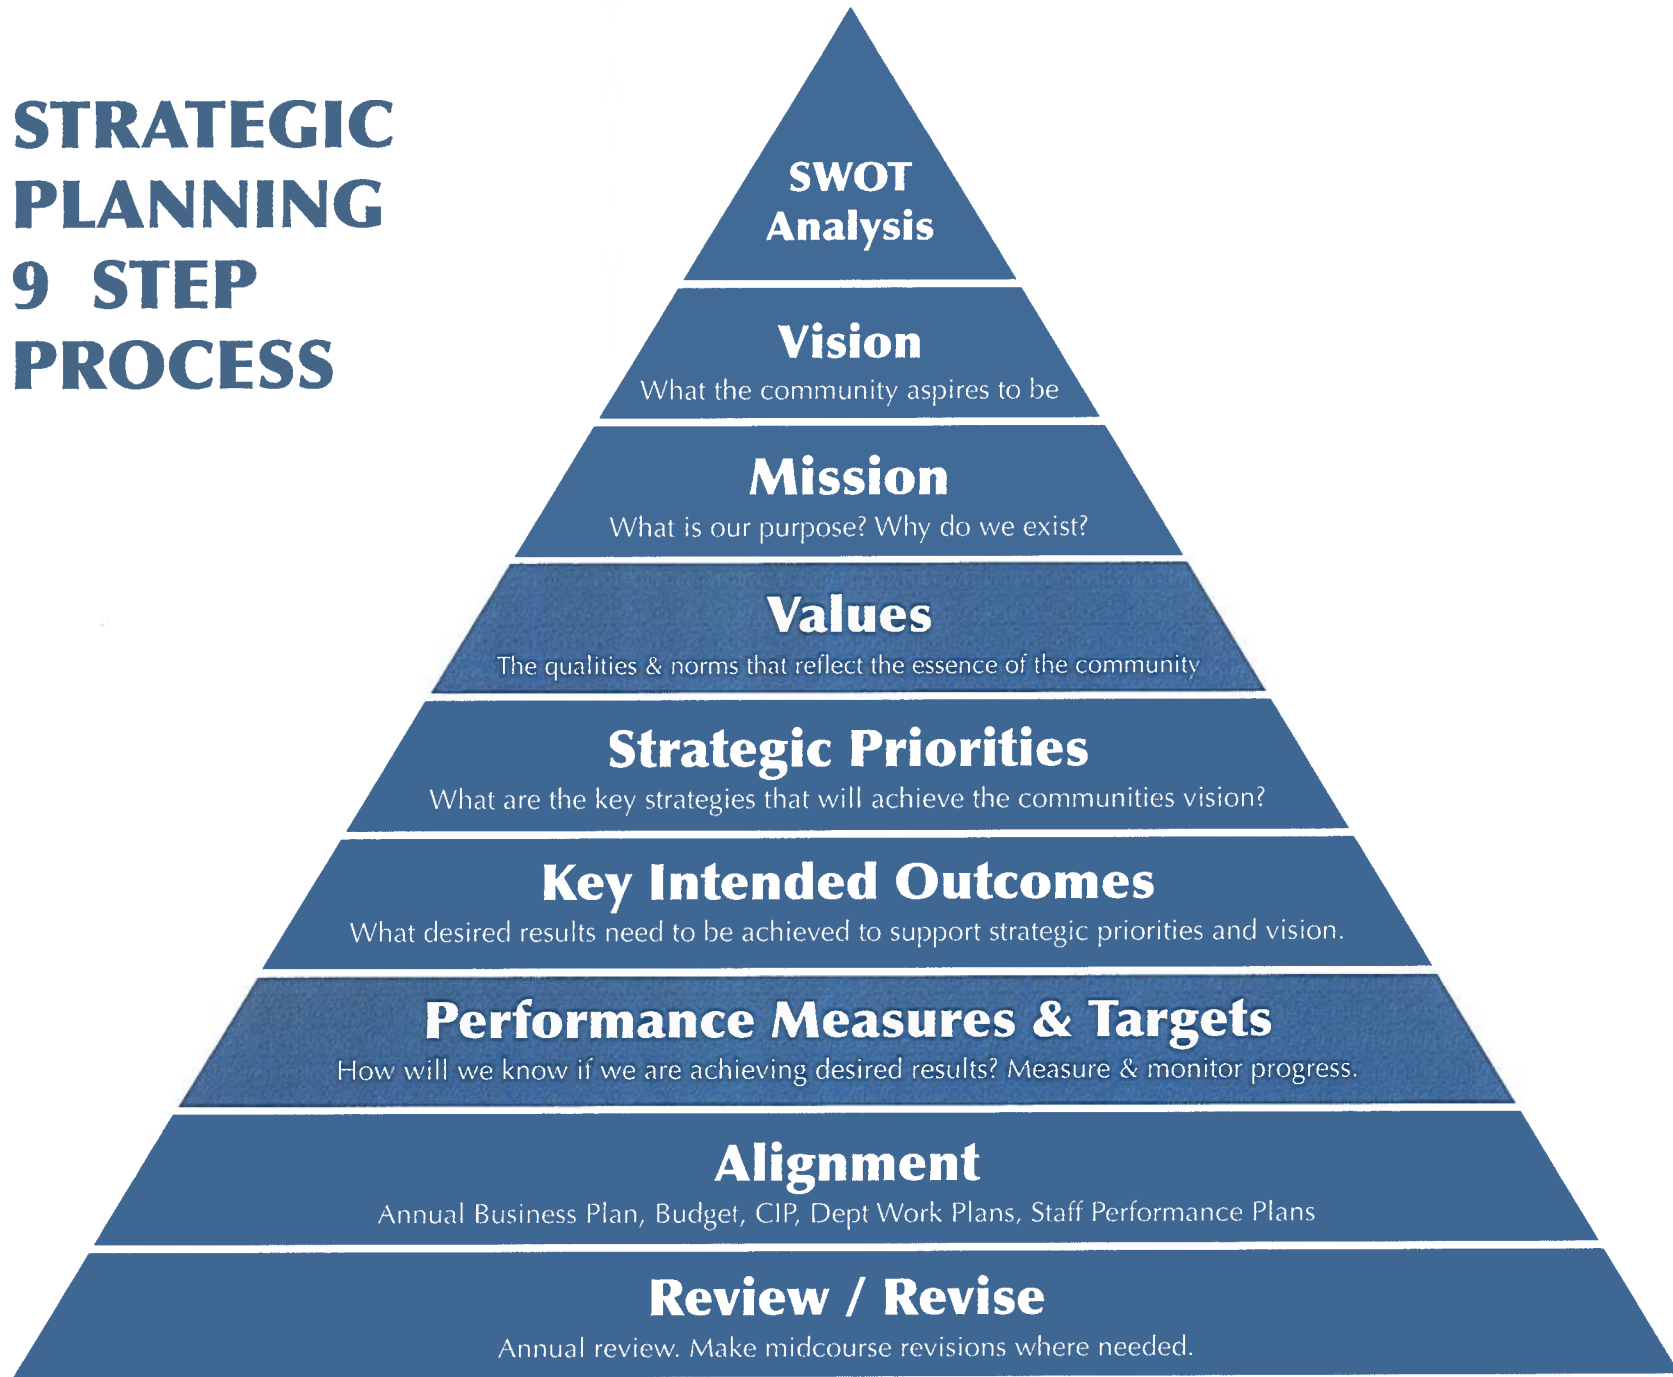 STRATEGIC
PLANNING
9 STEP
PROCESS
SWOT
Analysis
Vision
What the community aspires to be
Mission
What is our purpose? Why do we exist?
Values
The qualities & norms that reflect the essence of the community
Strategic Priorities
What are the key strategies that will achieve the communities vision?
Key Intended Outcomes
What desired results need to be achieved to support strategic priorities and vision.
Performance Measures & Targets
How will we know if we are achieving desired results? Measure & monitor progress.
Alignment
Annual Business Plan, Budget, CIP, Dept Work Plans, Staff Performance Plans
Review / Revise
Annual review. Make midcourse revisions where needed.